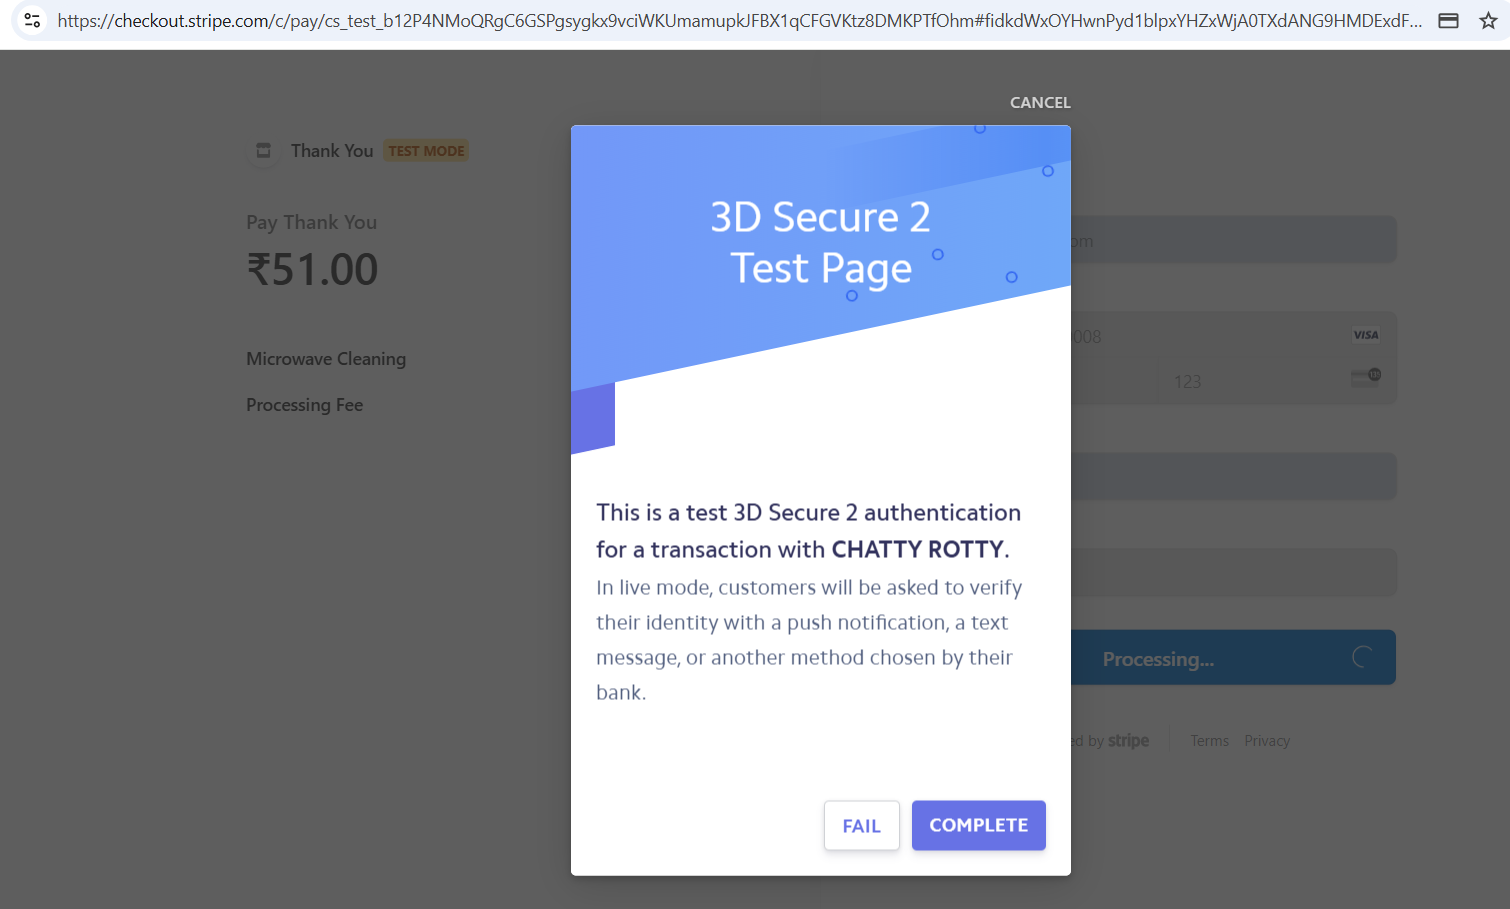 https://checkout.stripe.com/c/pay/cs_test_b12P4NMoQRgC6GSPgsygkx9vciWKUmamupkJFBX1qCFGVKtz8DMKPTfOhm#fidkdWxOYHwnPyd1blpxYHZxWjA0TXdANG9HMDExdF...
CANCEL
Thank You TEST MODE
Pay Thank You
₹51.00
Microwave Cleaning
Processing Fee
3D Secure 2
Test Page
This is a test 3D Secure 2 authentication
for a transaction with CHATTY ROTTY.
In live mode, customers will be asked to verify
their identity with a push notification, a text
message, or another method chosen by their
bank.
FAIL COMPLETE
om
008 VISA
123
Processing...
ed by stripe Terms Privacy